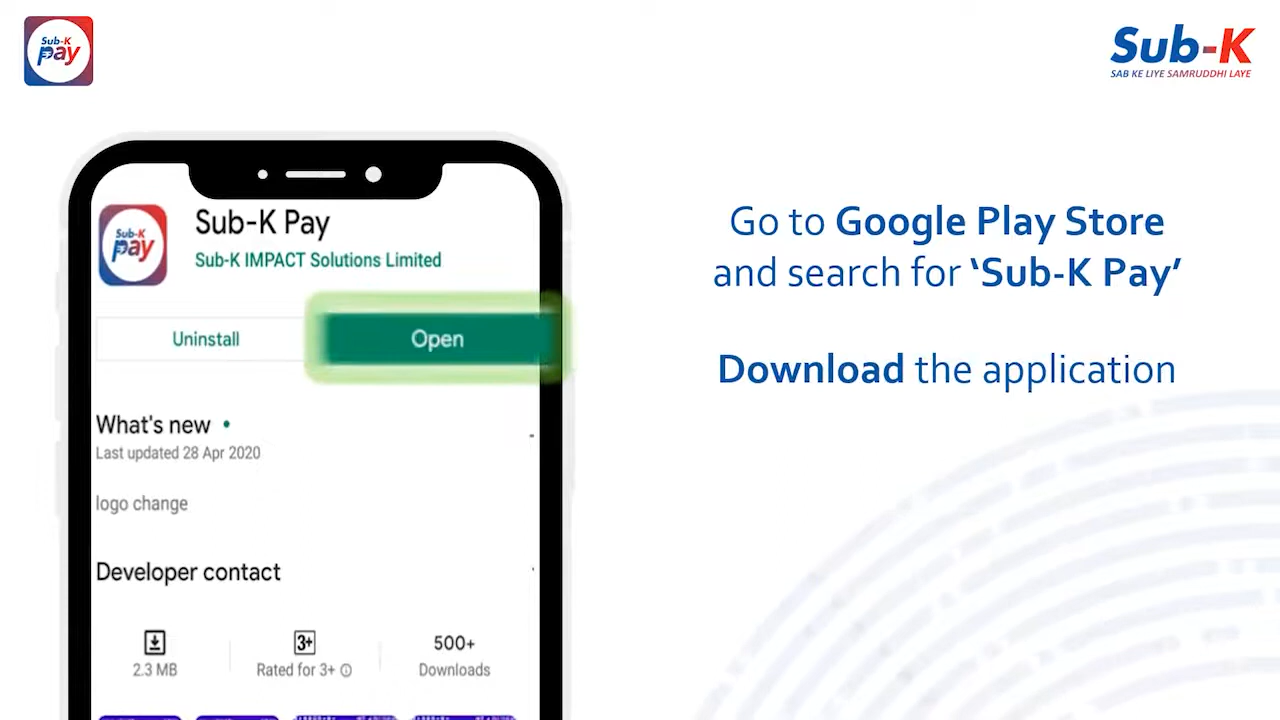 Sub-K
pay
Sub-K
SAB KE LIYE SAMRUDDHI LAYE
Sub-K
pay
Sub-K Pay
Sub-K IMPACT Solutions Limited
Uninstall
Open
What's new
Last updated 28 Apr 2020
logo change
Developer contact
3+
500+
2.3 MB
Rated for 3+
Downloads
Go to Google Play Store
and search for ‘Sub-K Pay’
Download the application